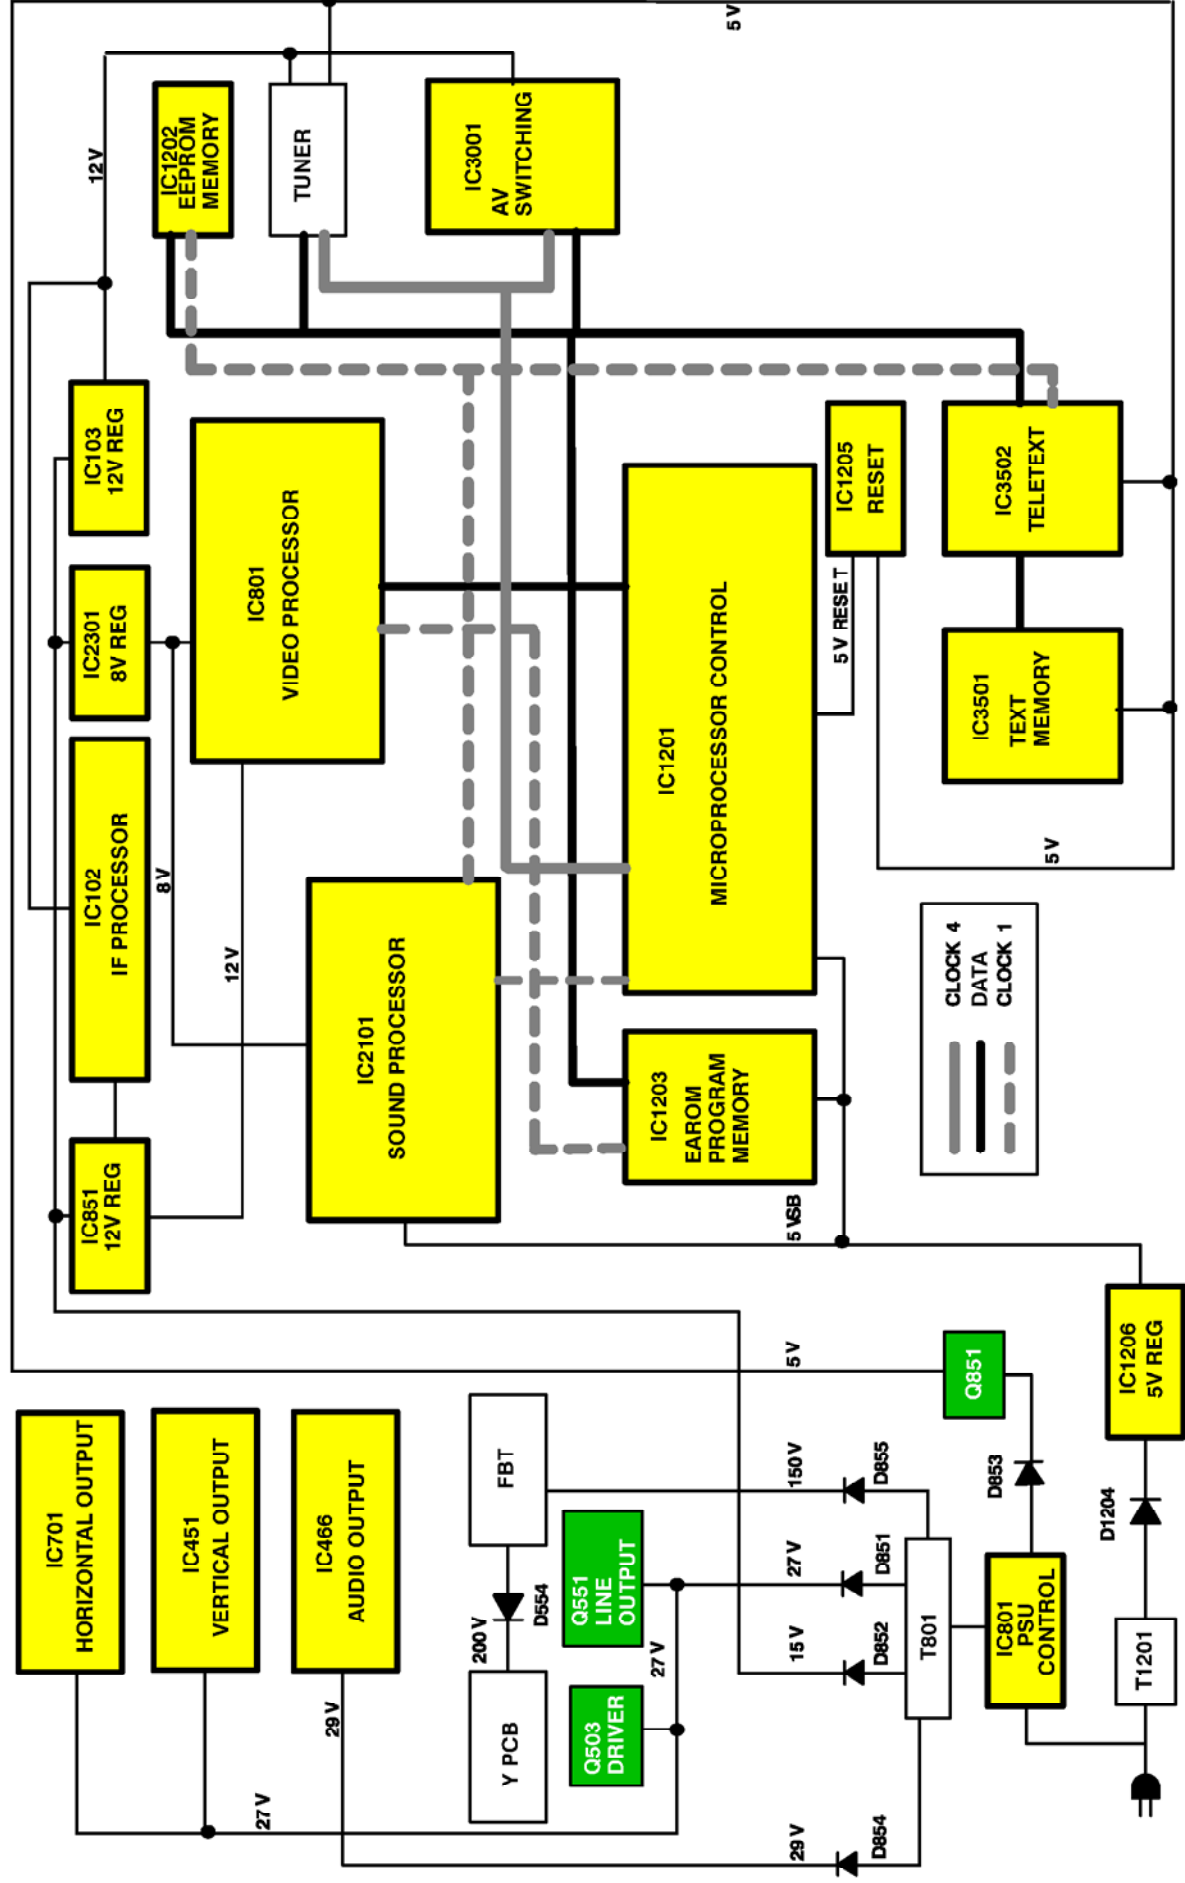 IC701
HORIZONTAL OUTPUT
IC451
VERTICAL OUTPUT
IC466
AUDIO OUTPUT
27 V
29 V
Y PCB
200 V
D554
FBT
Q503
DRIVER
Q551
LINE
OUTPUT
27 V
29 V
D854
15 V
D852
27 V
D851
150V
D855
5 V
T801
IC801
PSU
CONTROL
D853
Q851
T1201
D1204
IC1206
5V REG
5 VSB
IC851
12V REG
IC102
IF PROCESSOR
IC2301
8V REG
IC103
12V REG
12 V
8V
12 V
IC2101
SOUND PROCESSOR
IC801
VIDEO PROCESSOR
IC1202
EEPROM
MEMORY
TUNER
IC3001
AV
SWITCHING
IC1203
EAROM
PROGRAM
MEMORY
IC1201
MICROPROCESSOR CONTROL
5 V RESET
IC1205
RESET
IC3501
TEXT
MEMORY
IC3502
TELETEXT
5 V
5 V
CLOCK 4
DATA
CLOCK 1